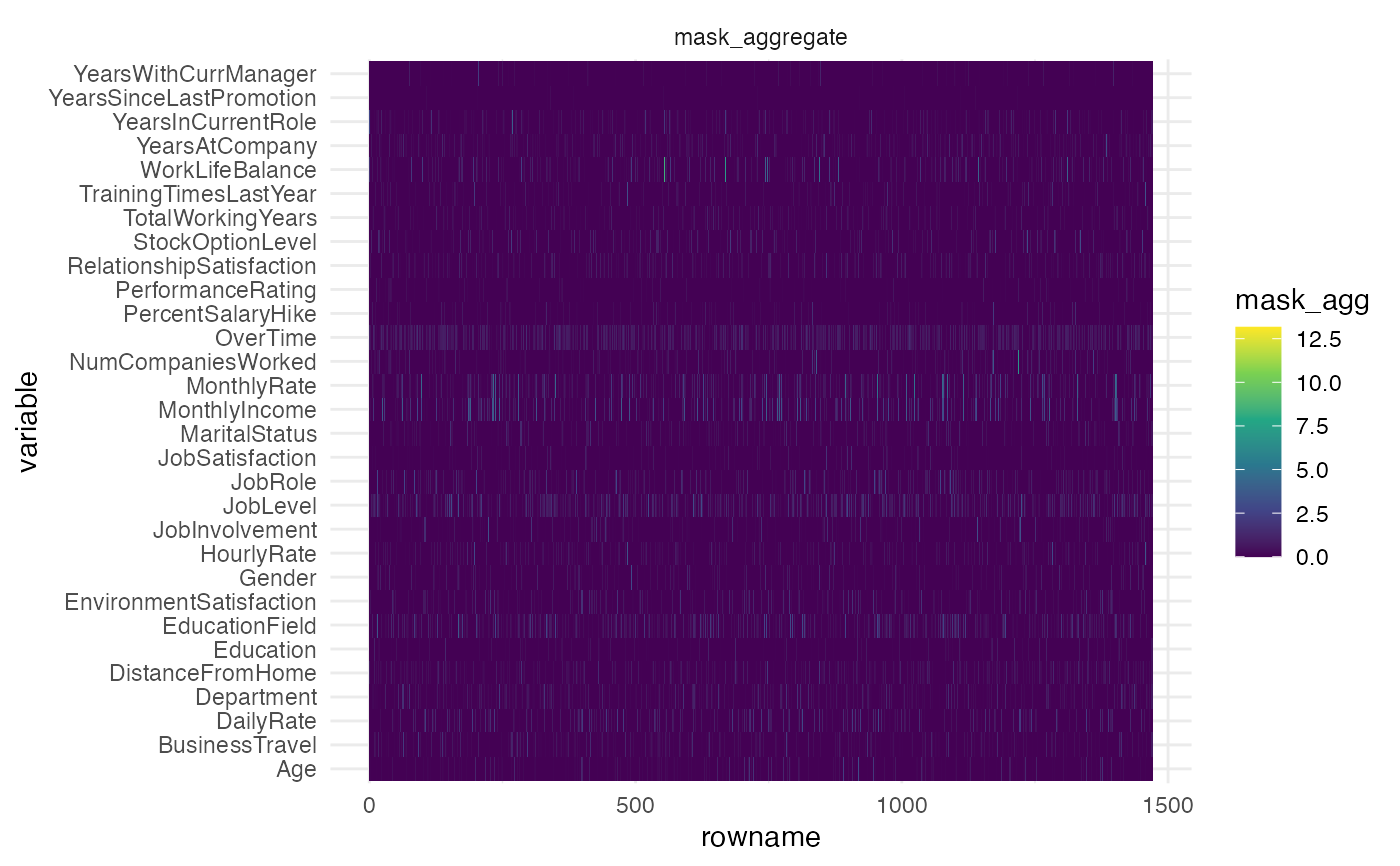 mask_aggregate
YearsWithCurrManager
YearsSinceLastPromotion
YearsInCurrentRole
YearsAtCompany
WorkLifeBalance
TrainingTimesLastYear
TotalWorkingYears
StockOptionLevel
RelationshipSatisfaction
PerformanceRating
PercentSalaryHike
OverTime
NumCompaniesWorked
MonthlyRate
MonthlyIncome
MaritalStatus
JobSatisfaction
JobRole
JobLevel
JobInvolvement
HourlyRate
Gender
EnvironmentSatisfaction
EducationField
Education
DistanceFromHome
Department
DailyRate
BusinessTravel
Age
variable
0 500 1000 1500
rowname
mask_agg
12.5
10.0
7.5
5.0
2.5
0.0